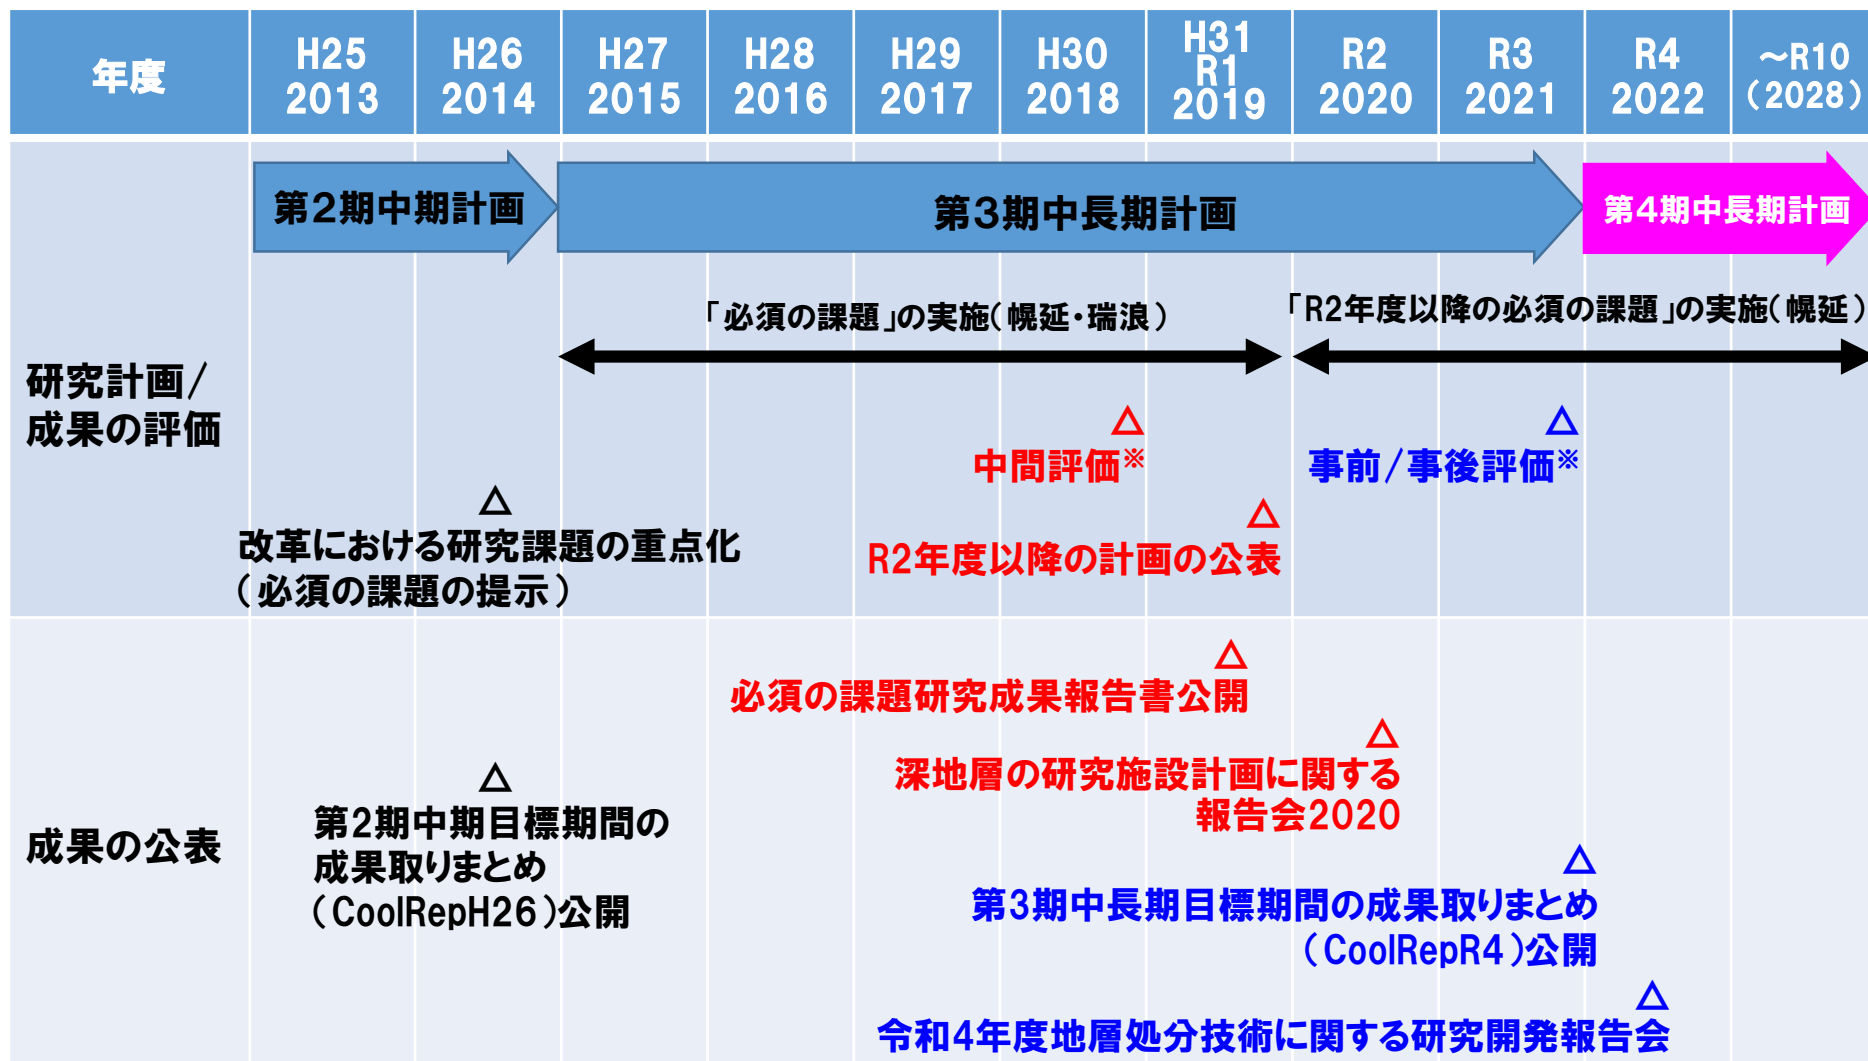 年度
H25
2013
H26
2014
H27
2015
H28
2016
H29
2017
H30
2018
H31
R1
2019
R2
2020
R3
2021
R4
2022
～R10
（2028）
研究計画/
成果の評価
第２期中期計画
第３期中長期計画
第４期中長期計画
「必須の課題」の実施（幌延・瑞浪）
「R2年度以降の必須の課題」の実施（幌延）
△
中間評価※
△
事前/事後評価※
△
改革における研究課題の重点化
（必須の課題の提示）
△
R2年度以降の計画の公表
成果の公表
△
必須の課題研究成果報告書公開
△
深地層の研究施設計画に関する
報告会2020
△
第2期中期目標期間の
成果取りまとめ
（CoolRepH26）公開
△
第3期中長期目標期間の成果取りまとめ
（CoolRepR4）公開
△
令和4年度地層処分技術に関する研究開発報告会